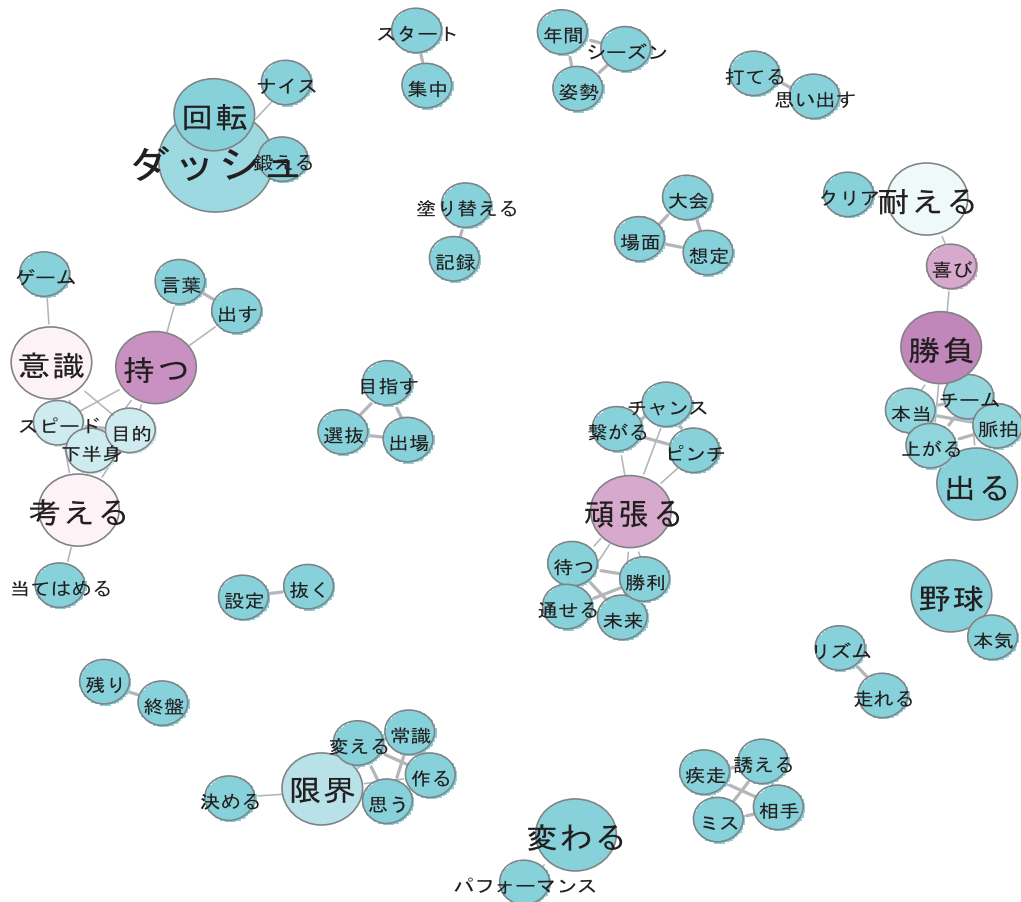 スタート
集中
年間
シーズン
姿勢
打てる
思い出す
ナイス
回転
ダッシュ
鍛える
塗り替える
記録
大会
場面
想定
クリア
耐える
喜び
勝負
チーム
本当
脈拍
上がる
出る
ゲーム
言葉
出す
意識
持つ
スピード
目的
下半身
考える
当てはめる
目指す
選抜
出場
チャンス
繋がる
ピンチ
頑張る
待つ
勝利
通せる
未来
設定
抜く
野球
本気
リズム
走れる
残り
終盤
変える
常識
限界
作る
決める
思う
疾走
誘える
ミス
相手
変わる
パフォーマンス